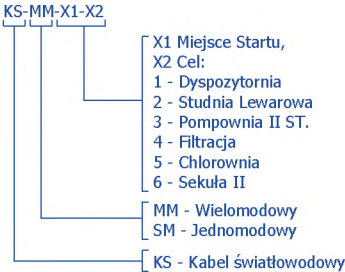 KS-MM-X1-X2
X1 Miejsce Startu,
X2 Cel:
1 - Dyspozytornia
2 - Studnia Lewarowa
3 - Pompownia II ST.
4 - Filtracja
5 - Chlorownia
6 - Sekuła II
MM - Wielomodowy
SM - Jednomodowy
KS - Kabel światłowodowy